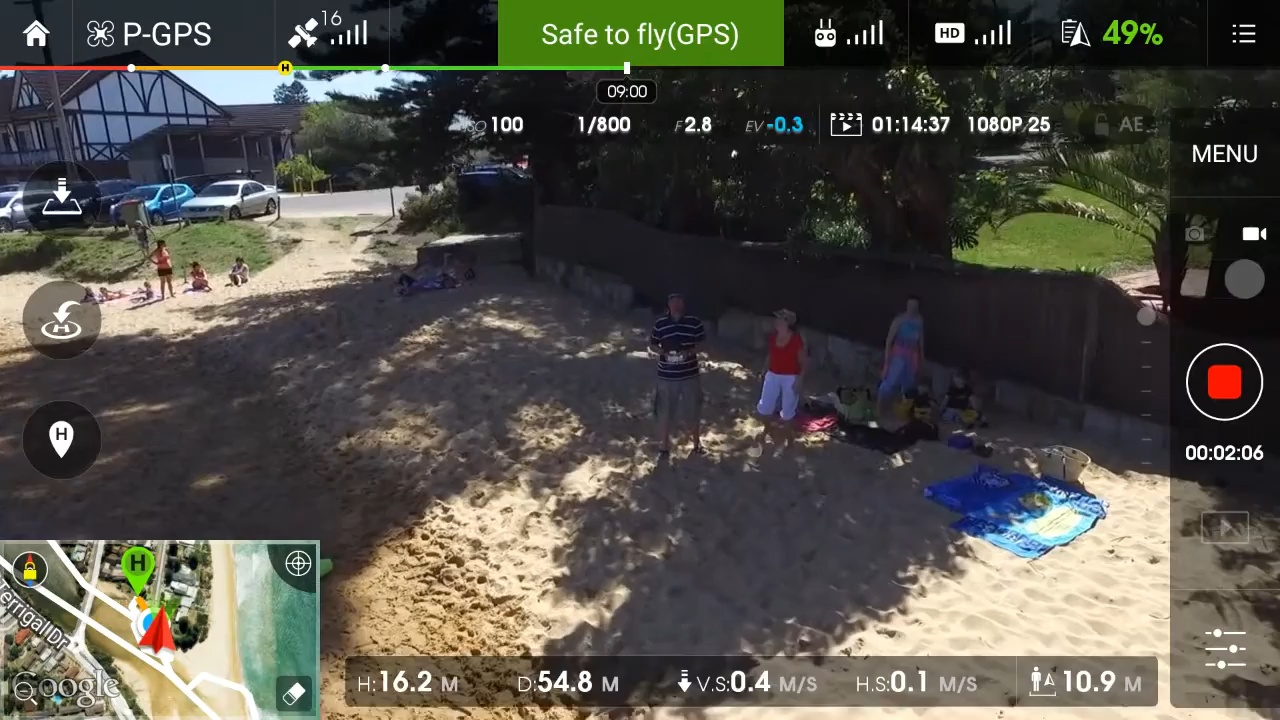 P-GPS
16
Safe to fly(GPS)
HD
49%
H
09:00
ISO 100
1/800
F 2.8
EV -0.3
01:14:37
1080P/25
AE
MENU
H
H
00:02:06
H
Terrigal Dr
Google
H:16.2 M
D:54.8 M
V.S:0.4 M/S
H.S:0.1 M/S
10.9 M